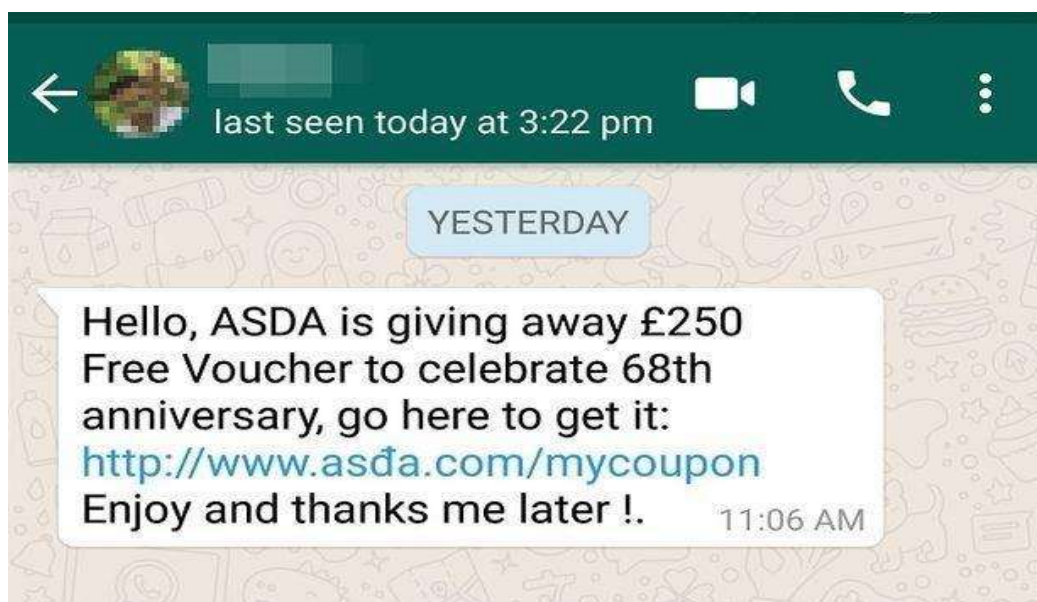 last seen today at 3:22 pm
YESTERDAY
Hello, ASDA is giving away £250
Free Voucher to celebrate 68th
anniversary, go here to get it:
http://www.asđa.com/mycoupon
Enjoy and thanks me later !.
11:06 AM